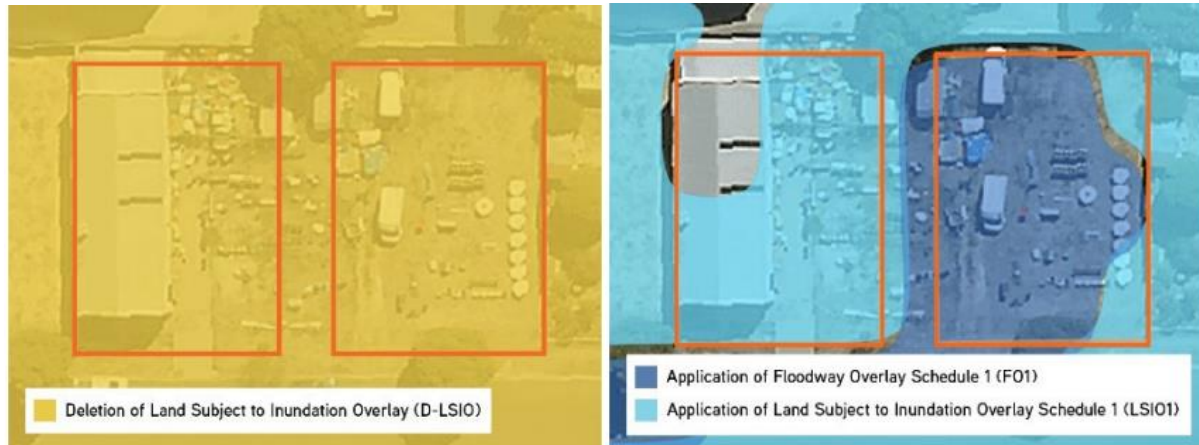 Deletion of Land Subject to Inundation Overlay (D-LSIO)
Application of Floodway Overlay Schedule 1 (FO1)
Application of Land Subject to Inundation Overlay Schedule 1 (LSIO1)